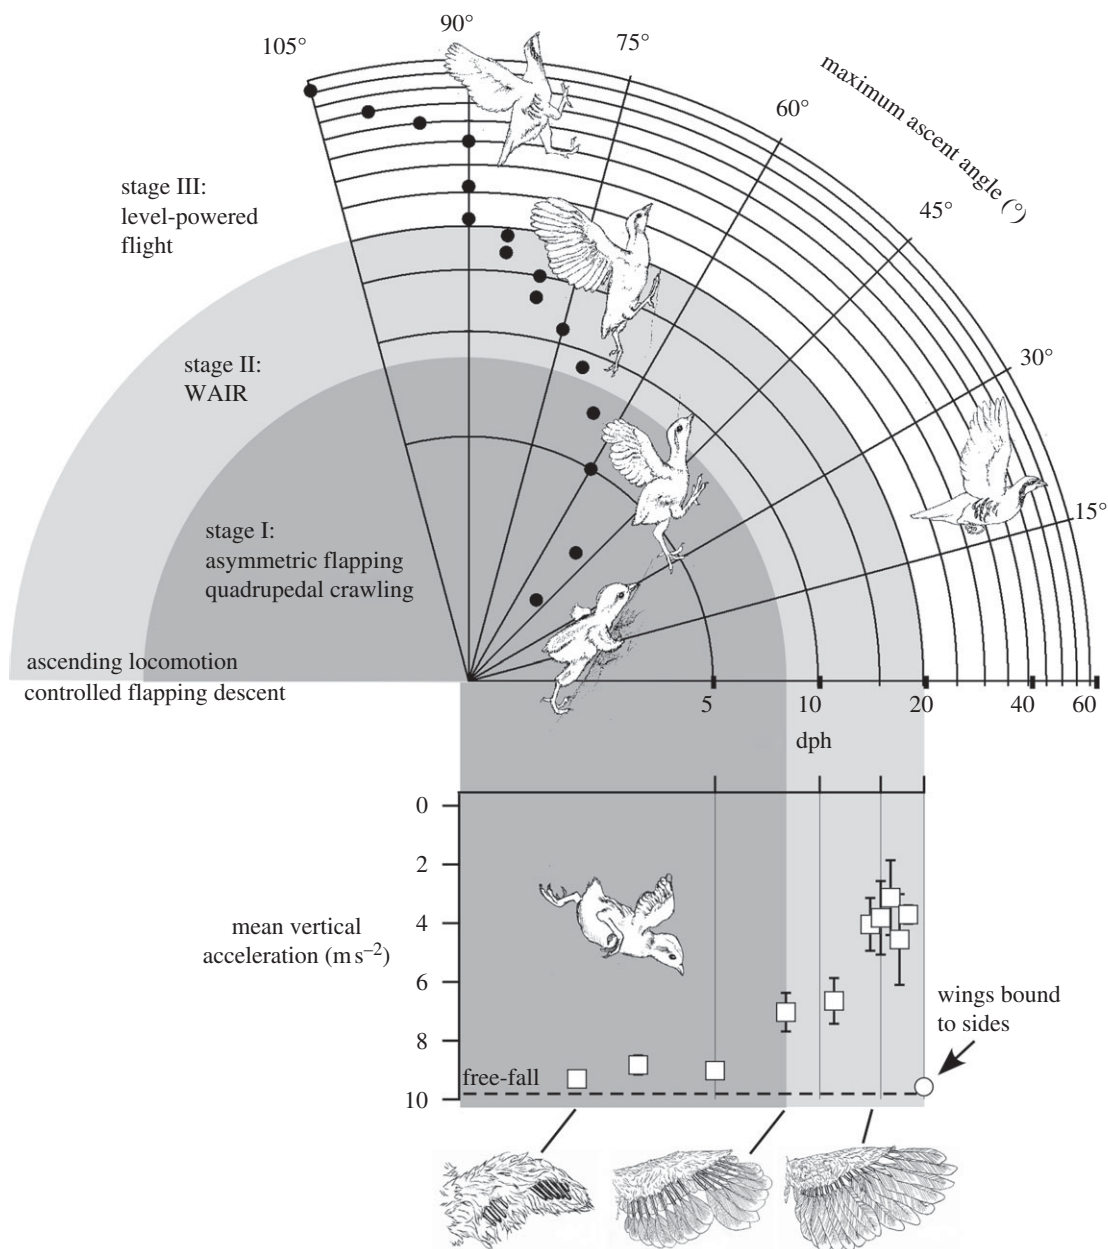 105°
90°
75°
60°
45°
30°
15°
maximum ascent angle (°)
stage III:
level-powered
flight
stage II:
WAIR
stage I:
asymmetric flapping
quadrupedal crawling
ascending locomotion
controlled flapping descent
5
10
20
40
60
dph
0
2
4
6
8
10
mean vertical
acceleration (m s⁻²)
free-fall
wings bound
to sides